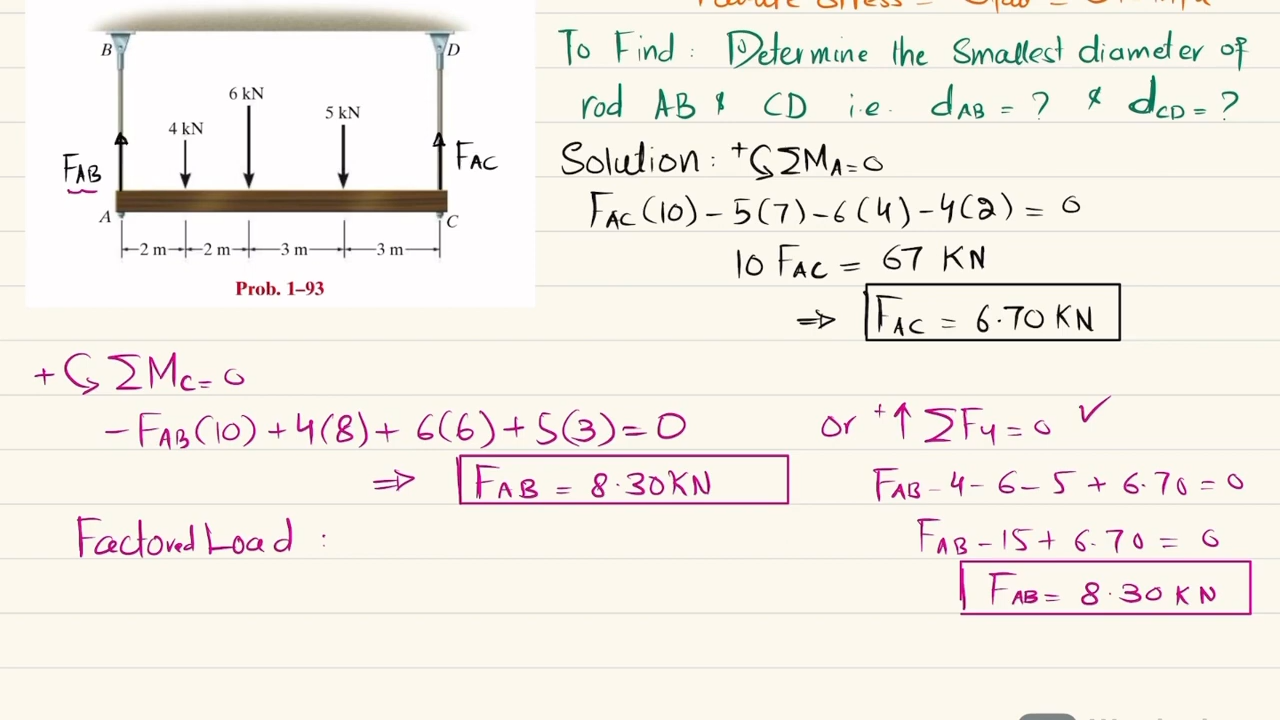 B
D
6 kN
5 kN
4 kN
FAB
FAC
A
C
2 m
2 m
3 m
3 m
Prob. 1–93
To Find : Determine the Smallest diameter of
rod AB & CD i.e. dAB = ? & dCD = ?
Solution : +↺ ΣMA = 0
FAC (10) - 5(7) - 6(4) - 4(2) = 0
10 FAC = 67 KN
⇒ FAC = 6.70 KN
+↺ ΣMC = 0
- FAB (10) + 4(8) + 6(6) + 5(3) = 0
⇒ FAB = 8.30 KN
Or +↑ ΣFy = 0 ✓
FAB - 4 - 6 - 5 + 6.70 = 0
FAB - 15 + 6.70 = 0
FAB = 8.30 KN
Factored Load :